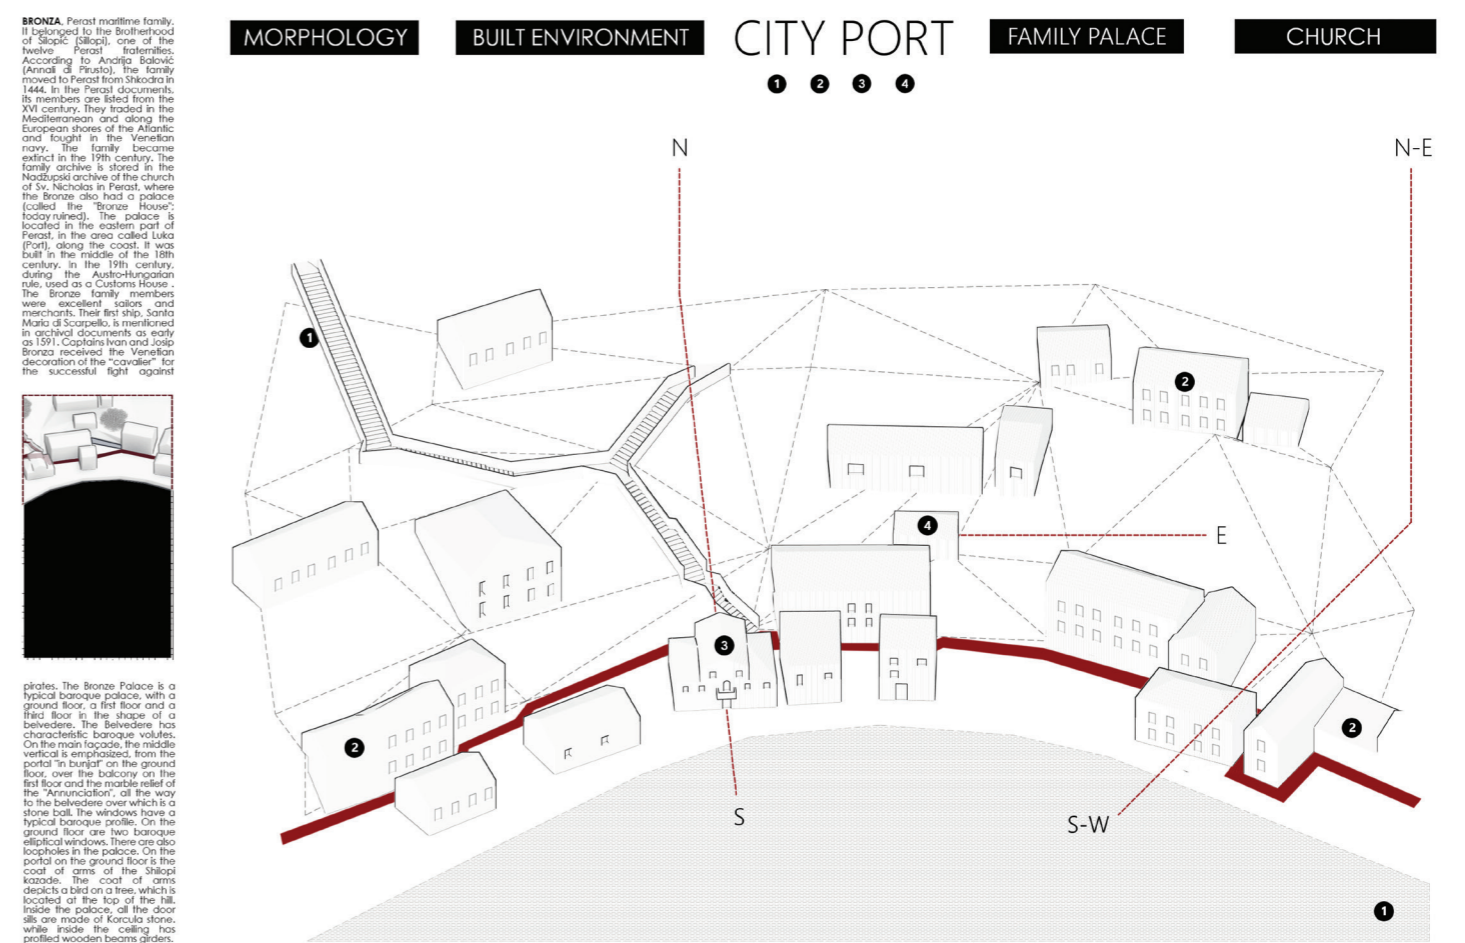 BRONZA, Perast maritime family.
It belonged to the Brotherhood
of Silopić (Sillopi), one of the
twelve Perast fraternities.
According to Andrija Balović
(Annali di Pirusto), the family
moved to Perast from Shkodra in
1444. In the Perast documents,
its members are listed from the
XVI century. They traded in the
Mediterranean and along the
European shores of the Atlantic
and fought in the Venetian
navy. The family became
extinct in the 19th century. The
family archive is stored in the
Nadžupski archive of the church
of Sv. Nicholas in Perast, where
the Bronze also had a palace
(called the "Bronze House";
today ruined). The palace is
located in the eastern part of
Perast, in the area called Luka
(Port), along the coast. It was
built in the middle of the 18th
century. In the 19th century,
during the Austro-Hungarian
rule, used as a Customs House .
The Bronze family members
were excellent sailors and
merchants. Their first ship, Santa
Maria di Scarpello, is mentioned
in archival documents as early
as 1591. Captains Ivan and Josip
Bronza received the Venetian
decoration of the "cavalier" for
the successful fight against
pirates. The Bronze Palace is a
typical baroque palace, with a
ground floor, a first floor and a
third floor in the shape of a
belvedere. The Belvedere has
characteristic baroque volutes.
On the main façade, the middle
vertical is emphasized, from the
portal "in bunjat" on the ground
floor, over the balcony on the
first floor and the marble relief of
the "Annunciation", all the way
to the belvedere over which is a
stone ball. The windows have a
typical baroque profile. On the
ground floor are two baroque
elliptical windows. There are also
loopholes in the palace. On the
portal on the ground floor is the
coat of arms of the Shilopi
kazade. The coat of arms
depicts a bird on a tree, which is
located at the top of the hill.
Inside the palace, all the door
sills are made of Korcula stone,
while inside the ceiling has
profiled wooden beams girders.
MORPHOLOGY
BUILT ENVIRONMENT
CITY PORT
FAMILY PALACE
CHURCH
1 2 3 4
N
N-E
1
2
4
E
3
2
2
S
S-W
1